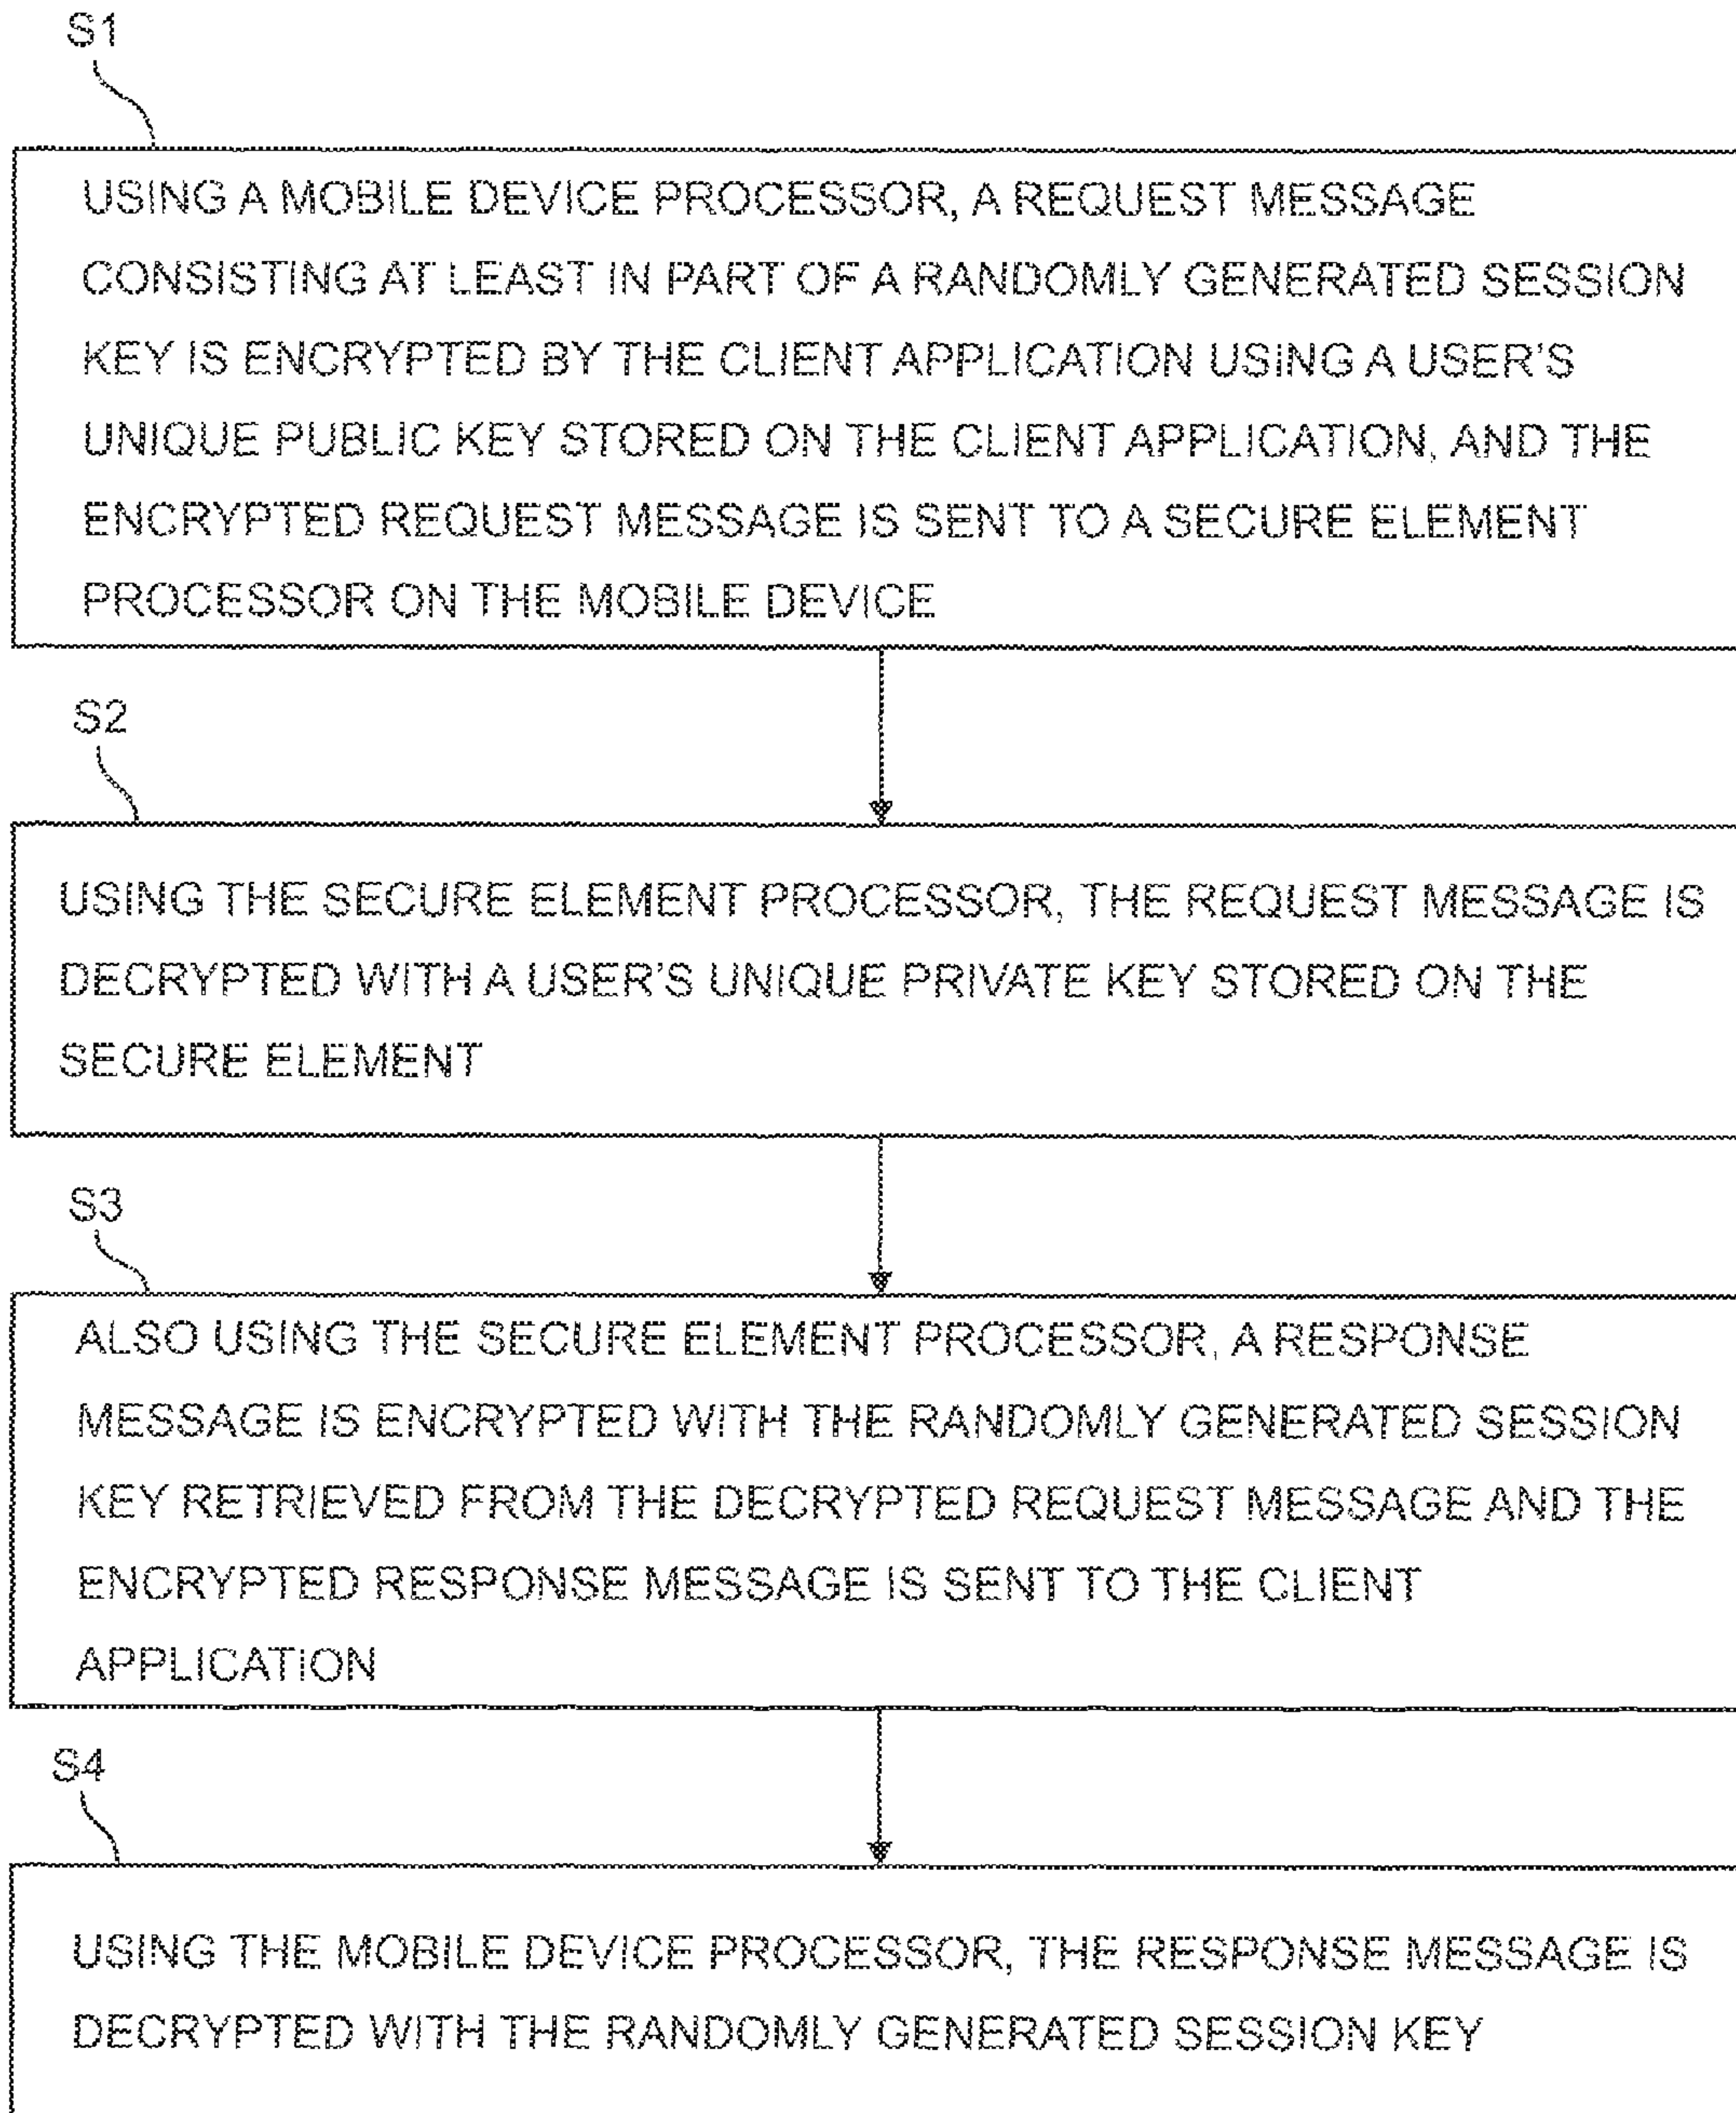 S1
USING A MOBILE DEVICE PROCESSOR, A REQUEST MESSAGE
CONSISTING AT LEAST IN PART OF A RANDOMLY GENERATED SESSION
KEY IS ENCRYPTED BY THE CLIENT APPLICATION USING A USER'S
UNIQUE PUBLIC KEY STORED ON THE CLIENT APPLICATION, AND THE
ENCRYPTED REQUEST MESSAGE IS SENT TO A SECURE ELEMENT
PROCESSOR ON THE MOBILE DEVICE
S2
USING THE SECURE ELEMENT PROCESSOR, THE REQUEST MESSAGE IS
DECRYPTED WITH A USER'S UNIQUE PRIVATE KEY STORED ON THE
SECURE ELEMENT
S3
ALSO USING THE SECURE ELEMENT PROCESSOR, A RESPONSE
MESSAGE IS ENCRYPTED WITH THE RANDOMLY GENERATED SESSION
KEY RETRIEVED FROM THE DECRYPTED REQUEST MESSAGE AND THE
ENCRYPTED RESPONSE MESSAGE IS SENT TO THE CLIENT
APPLICATION
S4
USING THE MOBILE DEVICE PROCESSOR, THE RESPONSE MESSAGE IS
DECRYPTED WITH THE RANDOMLY GENERATED SESSION KEY